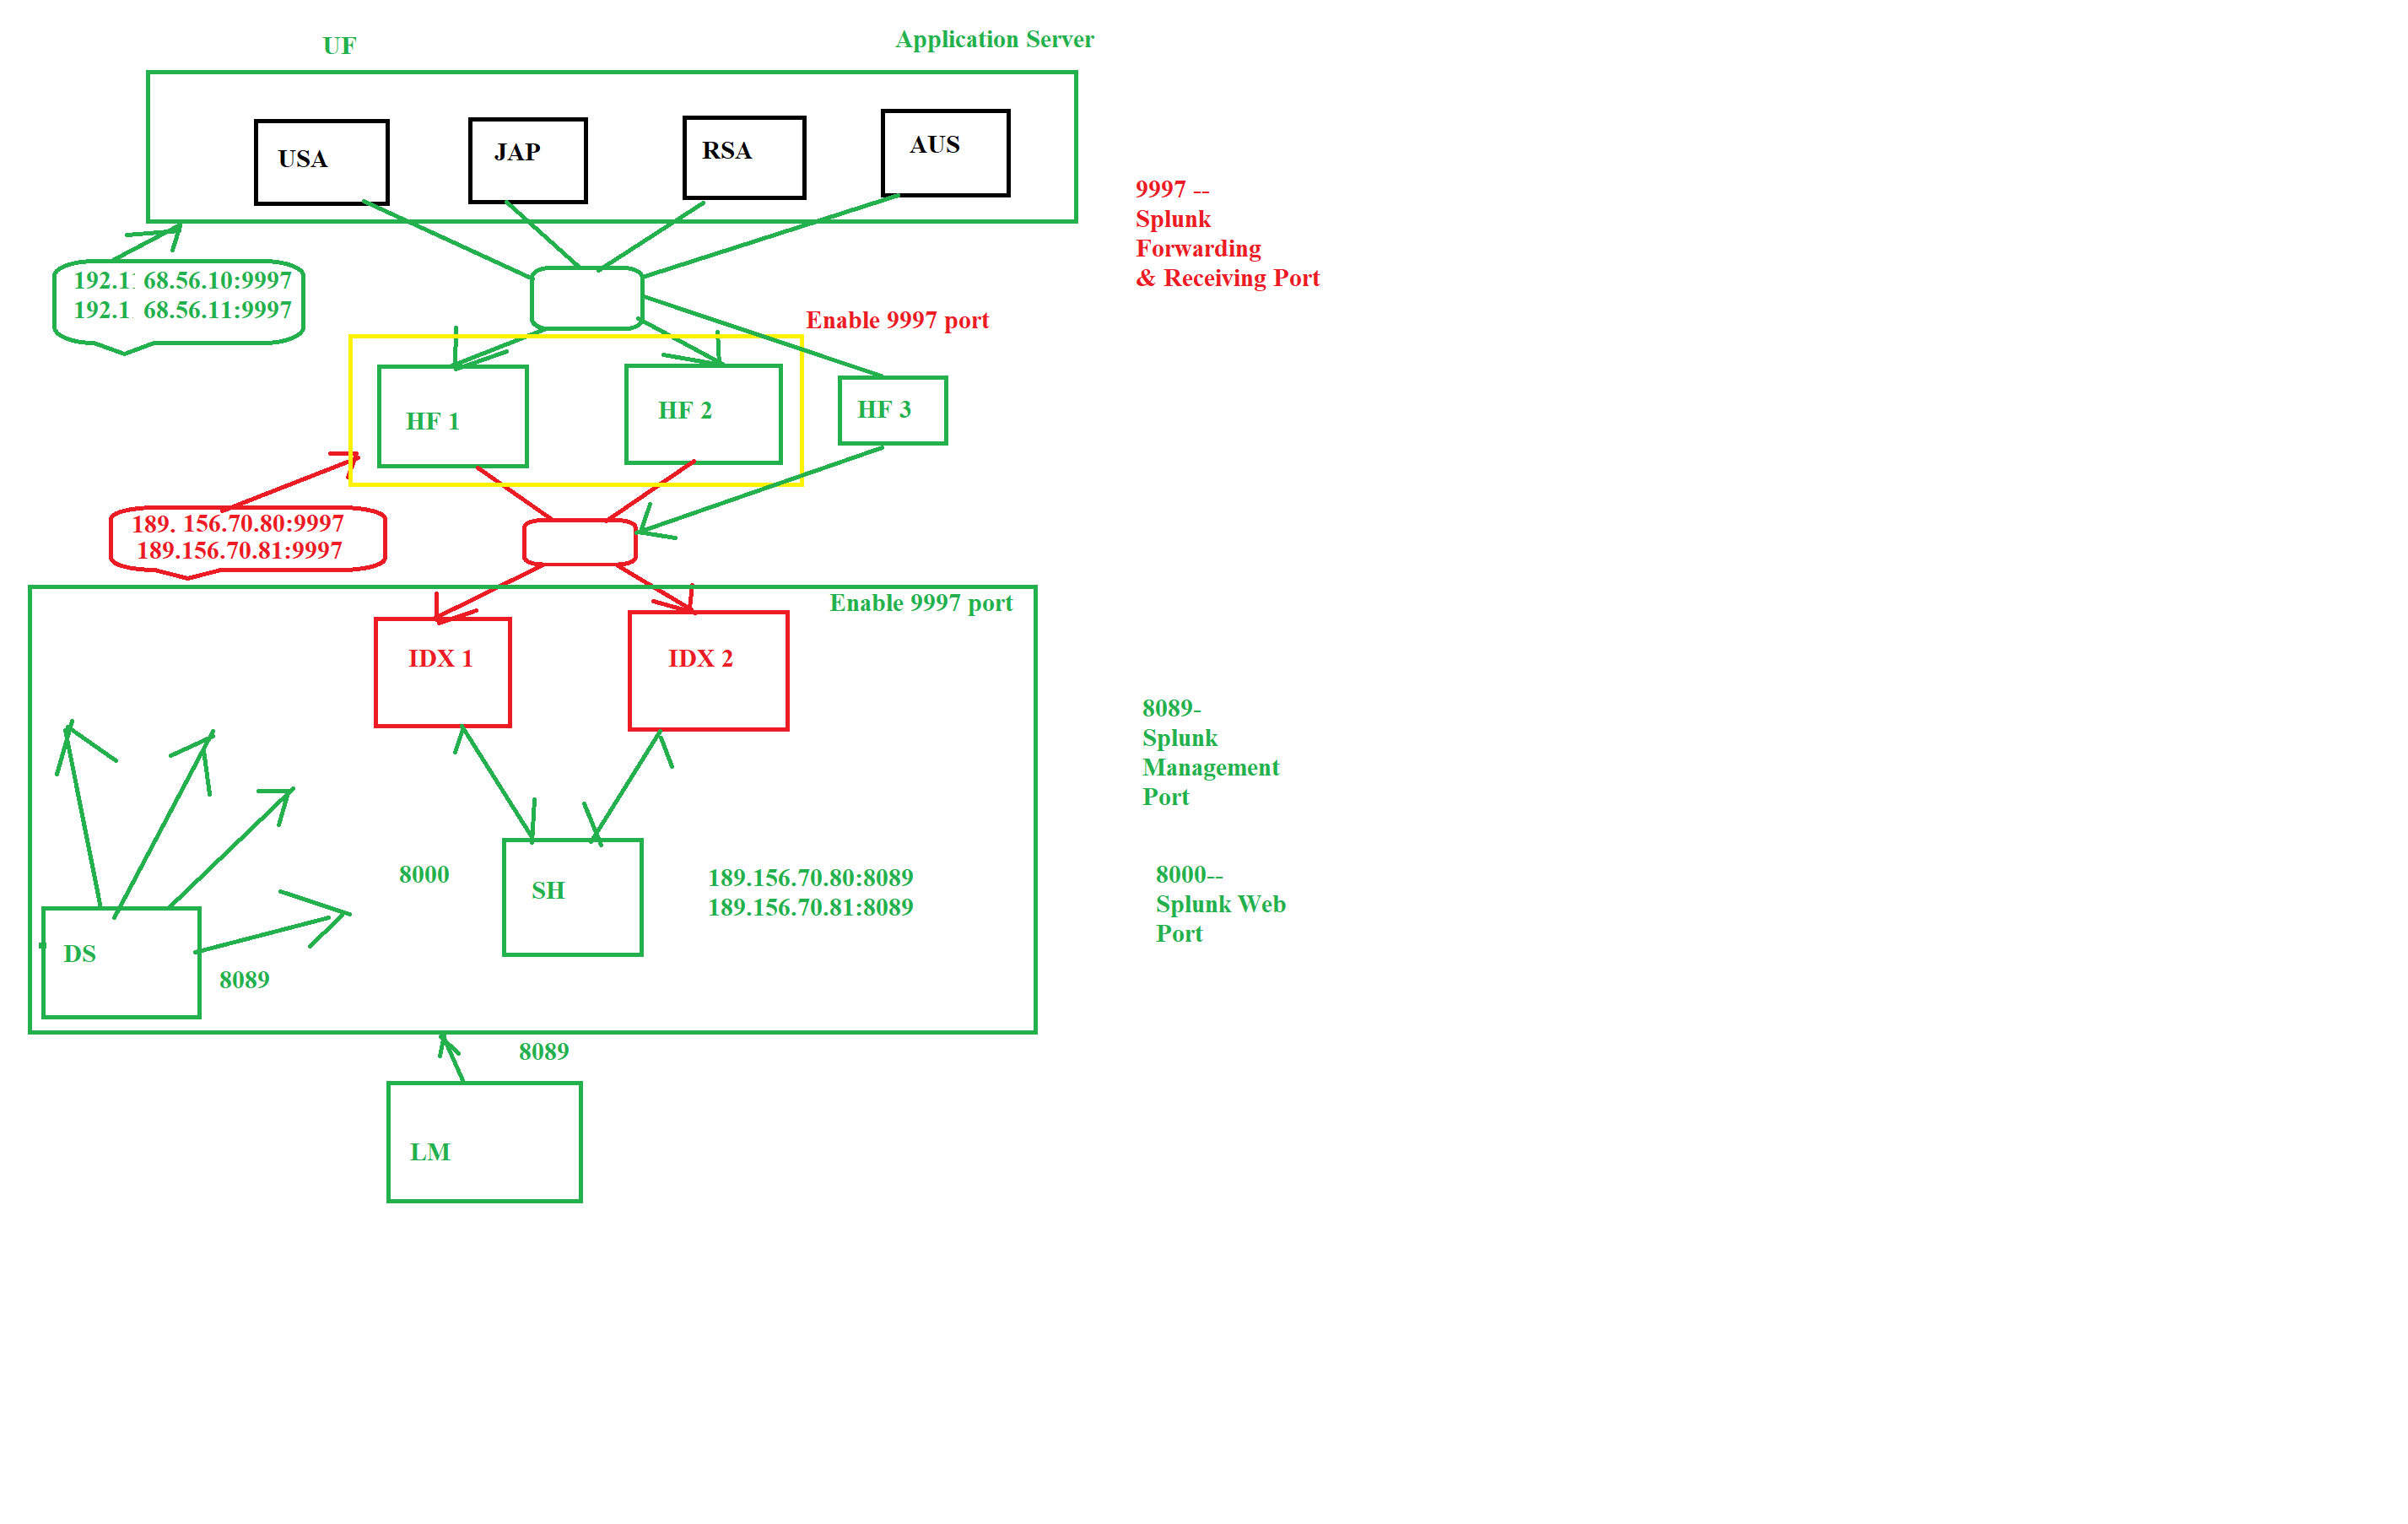 UF
Application Server
USA
JAP
RSA
AUS
9997 --
Splunk
Forwarding
& Receiving Port
192.1 68.56.10:9997
192.1 68.56.11:9997
Enable 9997 port
HF 1
HF 2
HF 3
189. 156.70.80:9997
189.156.70.81:9997
Enable 9997 port
IDX 1
IDX 2
8089-
Splunk
Management
Port
8000
SH
189.156.70.80:8089
189.156.70.81:8089
8000--
Splunk Web
Port
DS
8089
8089
LM